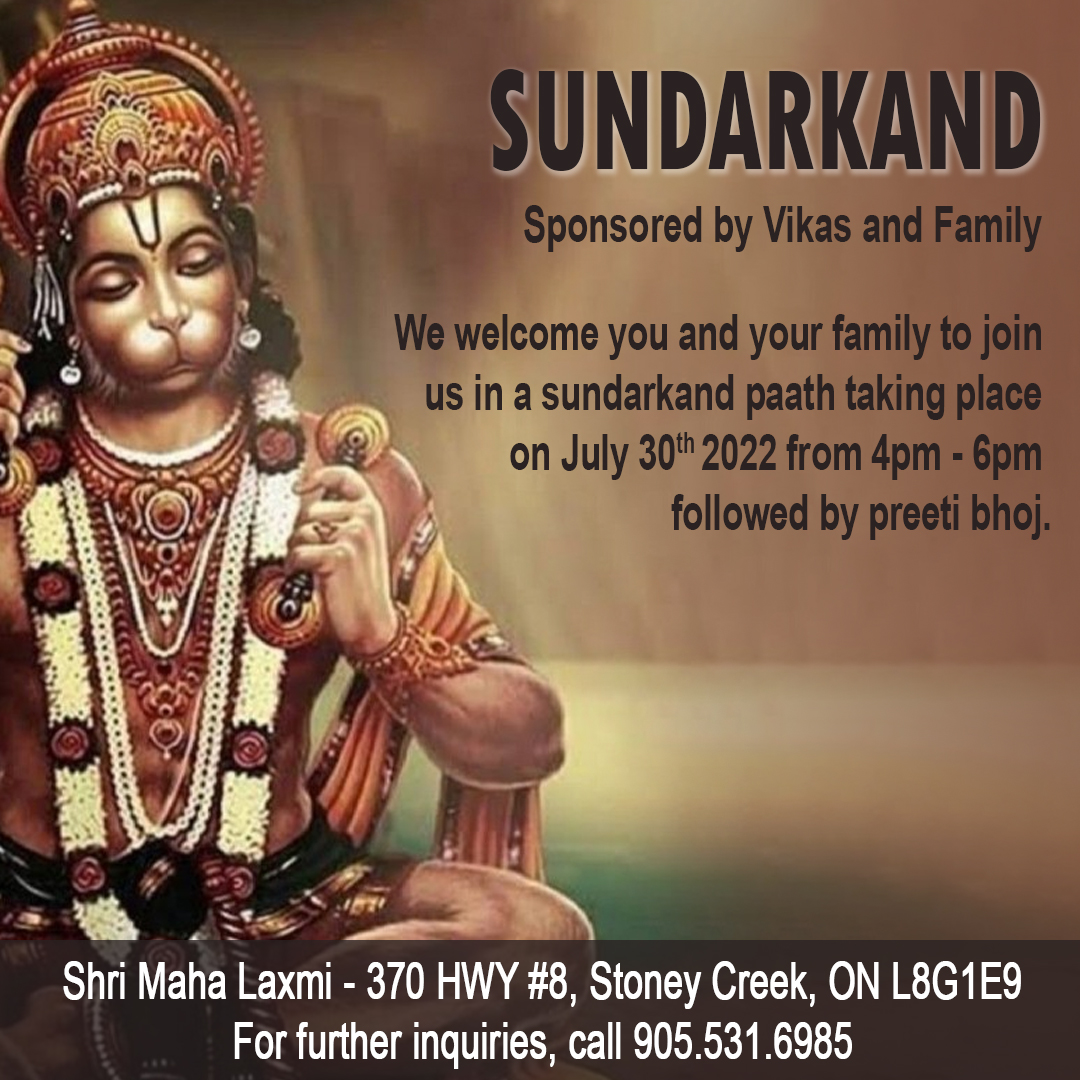 SUNDARKAND
Sponsored by Vikas and Family
We welcome you and your family to join
us in a sundarkand paath taking place
on July 30th 2022 from 4pm - 6pm
followed by preeti bhoj.
Shri Maha Laxmi - 370 HWY #8, Stoney Creek, ON L8G1E9
For further inquiries, call 905.531.6985